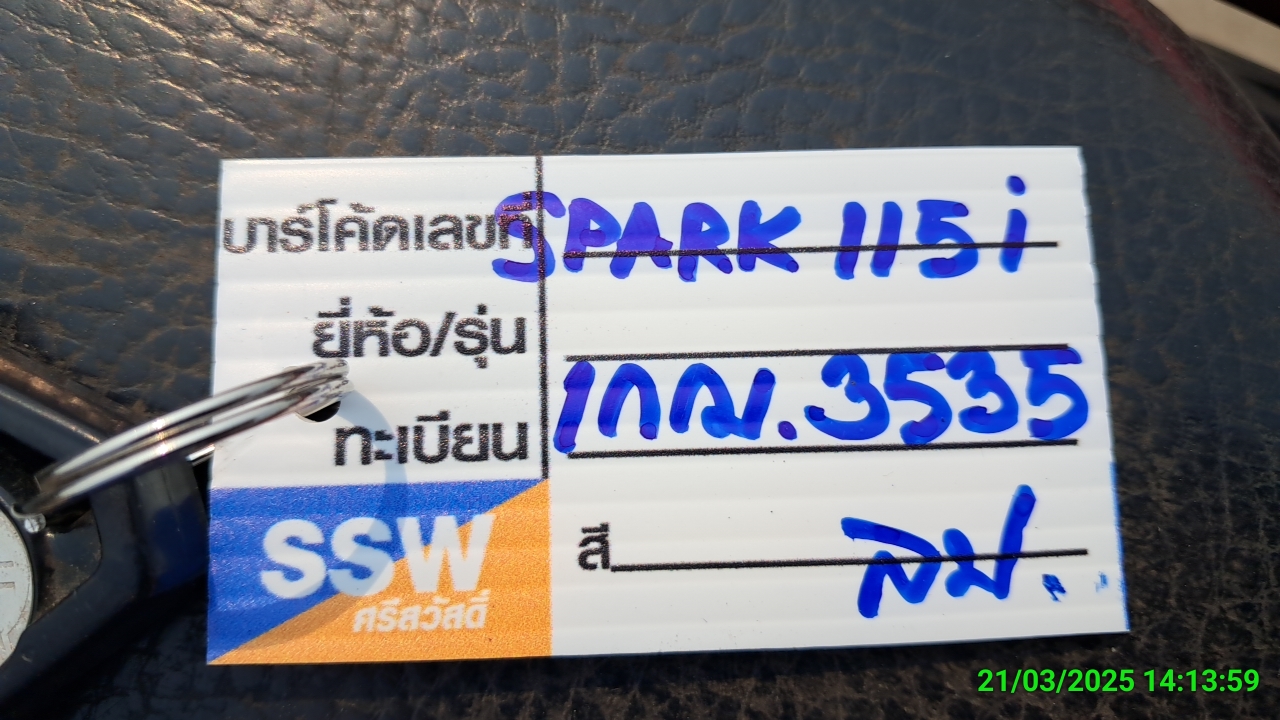 บาร์โค้ดเลขที่ SPARK 115i
ยี่ห้อ/รุ่น
ทะเบียน 1กฌ.3535
SSW
ศรีสวัสดิ์
สี
ลป.
21/03/2025 14:13:59